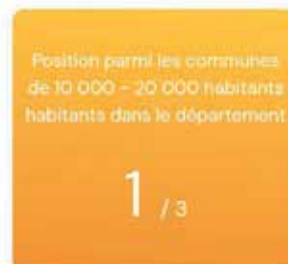 Position parmi les communes
de 10 000 - 20 000 habitants
habitants dans le département
1 / 3